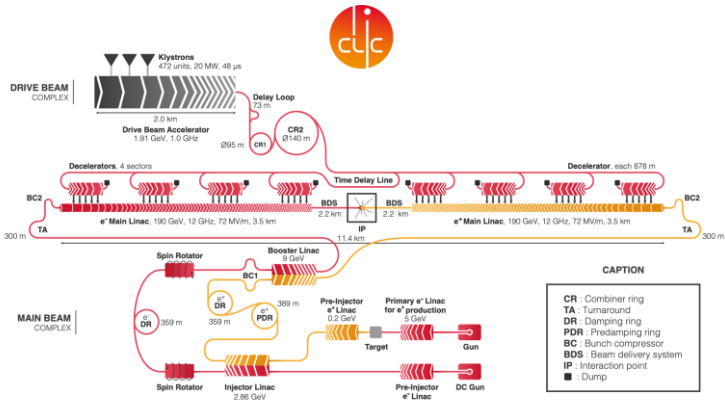 clic
Klystrons
472 units, 20 MW, 48 µs
DRIVE BEAM
COMPLEX
2.0 km
Drive Beam Accelerator
1.91 GeV, 1.0 GHz
Delay Loop
73 m
CR2
Ø140 m
Ø95 m
CR1
Decelerators, 4 sectors
Time Delay Line
Decelerator, each 878 m
BC2
BDS
2.2 km
IP
BDS
2.2 km
BC2
e⁻ Main Linac, 190 GeV, 12 GHz, 72 MV/m, 3.5 km
e⁺ Main Linac, 190 GeV, 12 GHz, 72 MV/m, 3.5 km
300 m
TA
11.4 km
TA
300 m
Spin Rotator
Booster Linac
9 GeV
BC1
MAIN BEAM
COMPLEX
e⁻
DR
359 m
e⁺
DR
359 m
e⁺
PDR
389 m
Pre-Injector
e⁺ Linac
0.2 GeV
Target
Primary e⁻ Linac
for e⁺ production
5 GeV
Gun
Spin Rotator
Injector Linac
2.86 GeV
Pre-Injector
e⁻ Linac
DC Gun
CAPTION
CR : Combiner ring
TA : Turnaround
DR : Damping ring
PDR : Predamping ring
BC : Bunch compressor
BDS : Beam delivery system
IP : Interaction point
: Dump